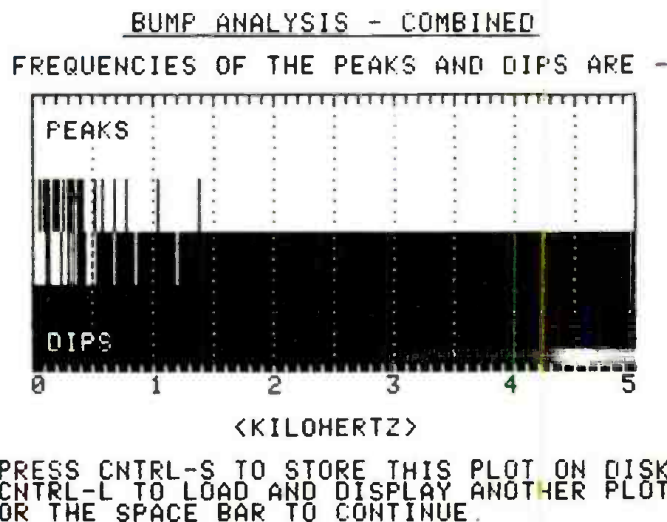 BUMP ANALYSIS - COMBINED
FREQUENCIES OF THE PEAKS AND DIPS ARE -
PEAKS
DIPS
0 1 2 3 4 5
<KILOHERTZ>
PRESS CNTRL-S TO STORE THIS PLOT ON DISK
CNTRL-L TO LOAD AND DISPLAY ANOTHER PLOT
OR THE SPACE BAR TO CONTINUE.